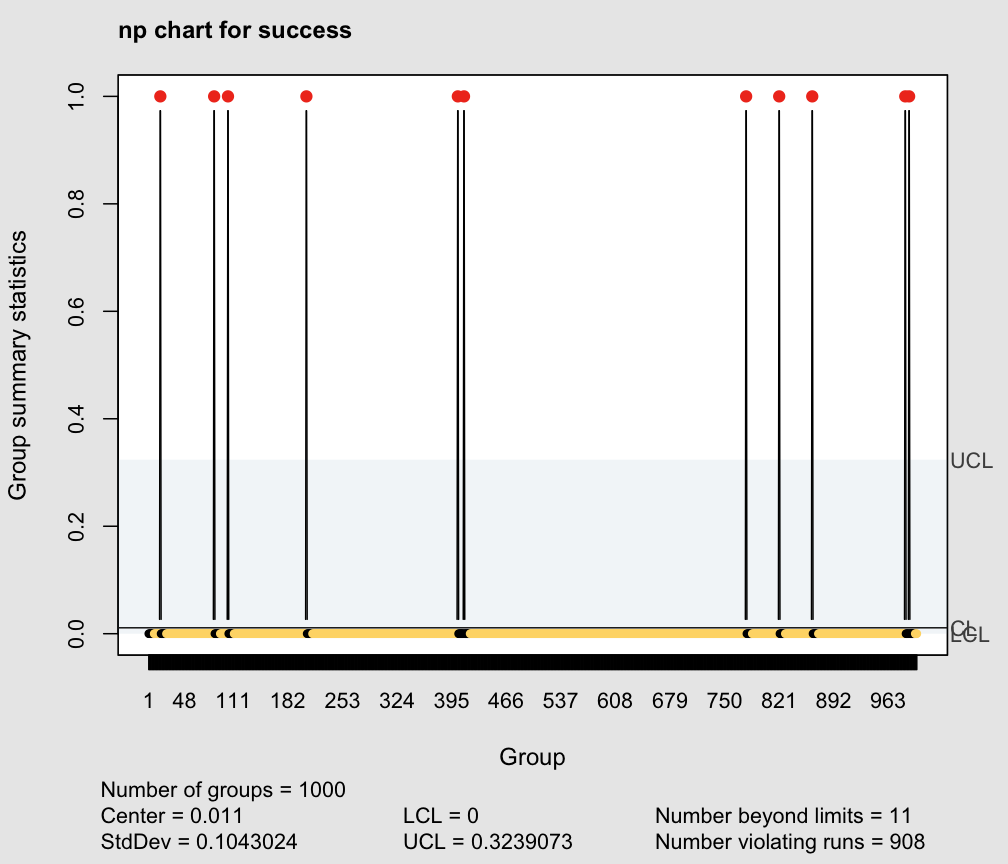 np chart for success
Group summary statistics
1.0
0.8
0.6
0.4
0.2
0.0
UCL
CL
LCL
1 48 111 182 253 324 395 466 537 608 679 750 821 892 963
Group
Number of groups = 1000
Center = 0.011 LCL = 0 Number beyond limits = 11
StdDev = 0.1043024 UCL = 0.3239073 Number violating runs = 908